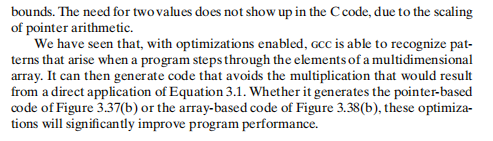 bounds. The need for two values does not show up in the C code, due to the scaling
of pointer arithmetic.
We have seen that, with optimizations enabled, GCC is able to recognize pat-
terns that arise when a program steps through the elements of a multidimensional
array. It can then generate code that avoids the multiplication that would result
from a direct application of Equation 3.1. Whether it generates the pointer-based
code of Figure 3.37(b) or the array-based code of Figure 3.38(b), these optimiza-
tions will significantly improve program performance.